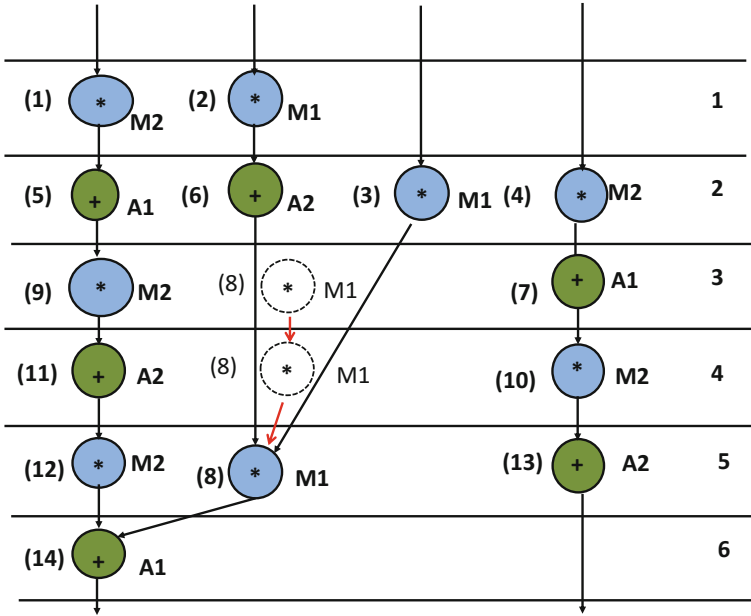 (1) * M2 (2) * M1 1
(5) + A1 (6) + A2 (3) * M1 (4) * M2 2
(9) * M2 (8) * M1 (7) + A1 3
(11) + A2 (8) * M1 (10) * M2 4
(12) * M2 (8) * M1 (13) + A2 5
(14) + A1 6